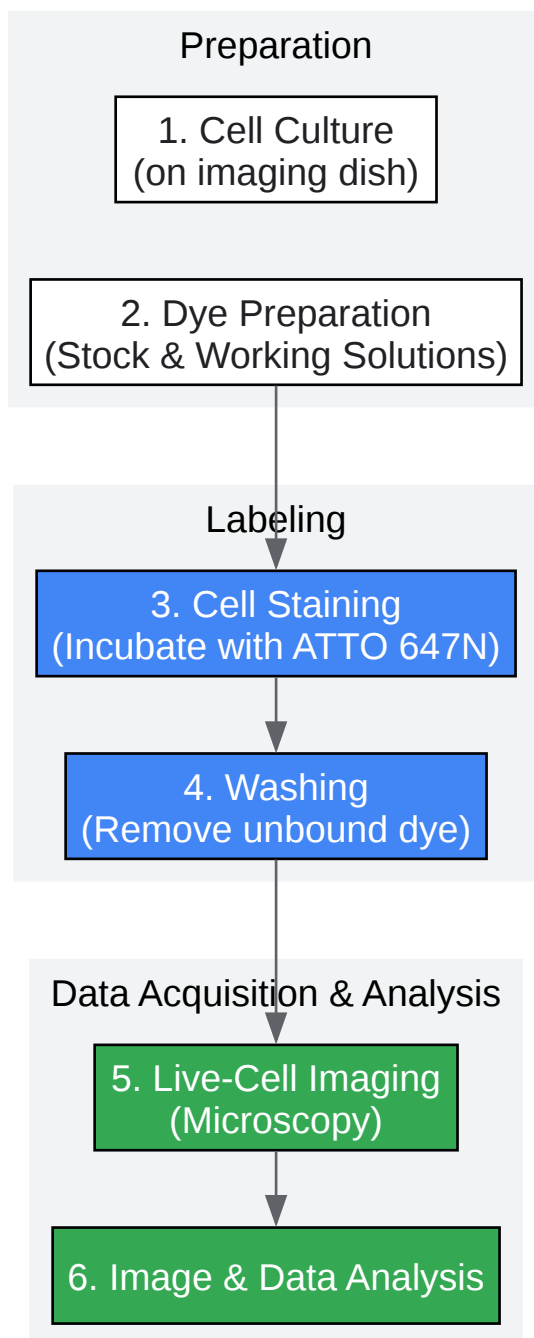 Preparation
1. Cell Culture
(on imaging dish)
2. Dye Preparation
(Stock & Working Solutions)
Labeling
3. Cell Staining
(Incubate with ATTO 647N)
4. Washing
(Remove unbound dye)
Data Acquisition & Analysis
5. Live-Cell Imaging
(Microscopy)
6. Image & Data Analysis